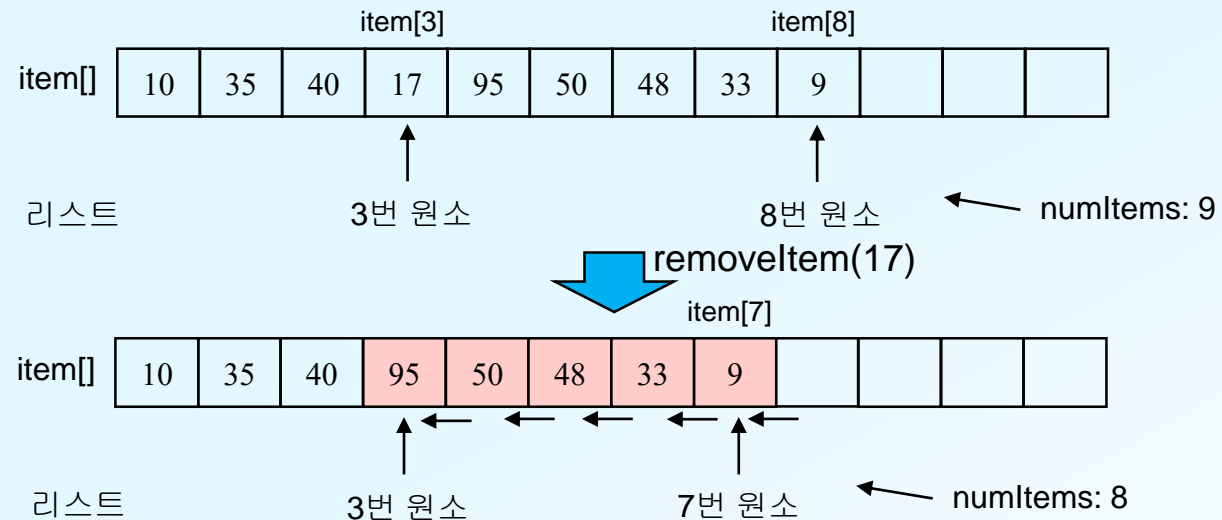 item[3] item[8]
item[] 10 35 40 17 95 50 48 33 9
리스트 3번 원소 8번 원소 numItems: 9
removeItem(17)
item[7]
item[] 10 35 40 95 50 48 33 9
리스트 3번 원소 7번 원소 numItems: 8